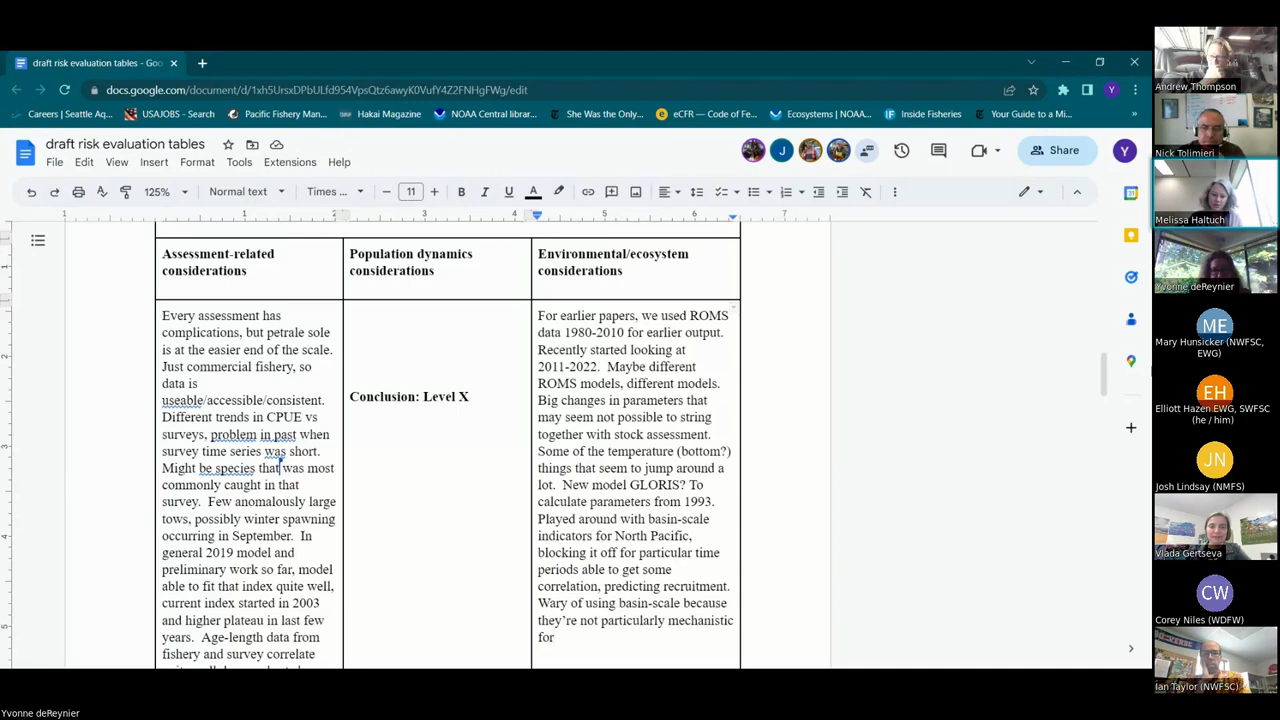 draft risk evaluation tables - Goo
docs.google.com/document/d/1xh5UrsxDPbULfd954VpsQtz6awyK0VufY4Z2FNHgFWg/edit
Careers | Seattle Aq...
USAJOBS - Search
Pacific Fishery Man...
Hakai Magazine
NOAA Central library...
She Was the Only...
eCFR — Code of Fe...
Ecosystems | NOAA...
Inside Fisheries
Your Guide to a Mi...
draft risk evaluation tables
File Edit View Insert Format Tools Extensions Help
Share
Y
125%
Normal text
Times ...
11
1 1 2 3 4 5 6 7
Assessment-related
considerations
Population dynamics
considerations
Environmental/ecosystem
considerations
Every assessment has
complications, but petrale sole
is at the easier end of the scale.
Just commercial fishery, so
data is
useable/accessible/consistent.
Different trends in CPUE vs
surveys, problem in past when
survey time series was short.
Might be species that was most
commonly caught in that
survey.  Few anomalously large
tows, possibly winter spawning
occurring in September.  In
general 2019 model and
preliminary work so far, model
able to fit that index quite well,
current index started in 2003
and higher plateau in last few
years.  Age-length data from
fishery and survey correlate
Conclusion: Level X
For earlier papers, we used ROMS
data 1980-2010 for earlier output.
Recently started looking at
2011-2022.  Maybe different
ROMS models, different models.
Big changes in parameters that
may seem not possible to string
together with stock assessment.
Some of the temperature (bottom?)
things that seem to jump around a
lot.  New model GLORIS? To
calculate parameters from 1993.
Played around with basin-scale
indicators for North Pacific,
blocking it off for particular time
periods able to get some
correlation, predicting recruitment.
Wary of using basin-scale because
they're not particularly mechanistic
for
Andrew Thompson
Nick Tolimieri
Melissa Haltuch
Yvonne deReynier
ME
Mary Hunsicker (NWFSC,
EWG)
EH
Elliott Hazen EWG, SWFSC
(he / him)
JN
Josh Lindsay (NMFS)
Vlada Gertseva
CW
Corey Niles (WDFW)
Ian Taylor (NWFSC)
Yvonne deReynier